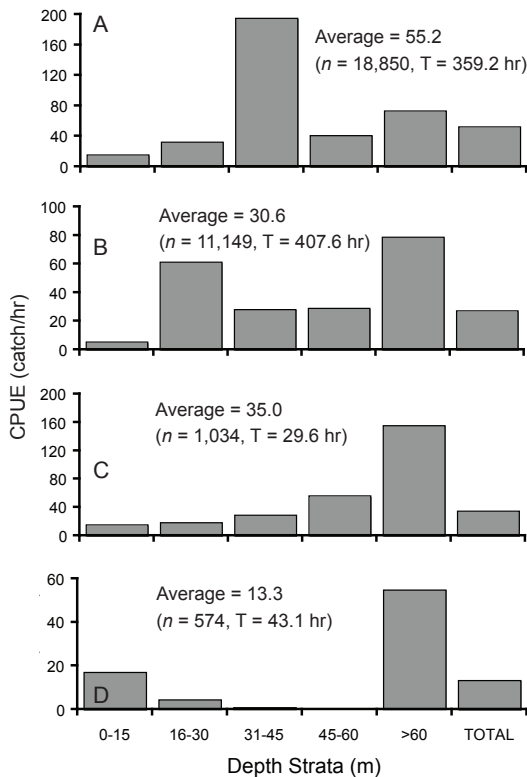 CPUE (catch/hr)
A
Average = 55.2
(n = 18,850, T = 359.2 hr)
200
160
120
80
40
0
B
Average = 30.6
(n = 11,149, T = 407.6 hr)
100
80
60
40
20
0
C
Average = 35.0
(n = 1,034, T = 29.6 hr)
200
160
120
80
40
0
D
Average = 13.3
(n = 574, T = 43.1 hr)
60
40
20
0
0-15 16-30 31-45 45-60 >60 TOTAL
Depth Strata (m)